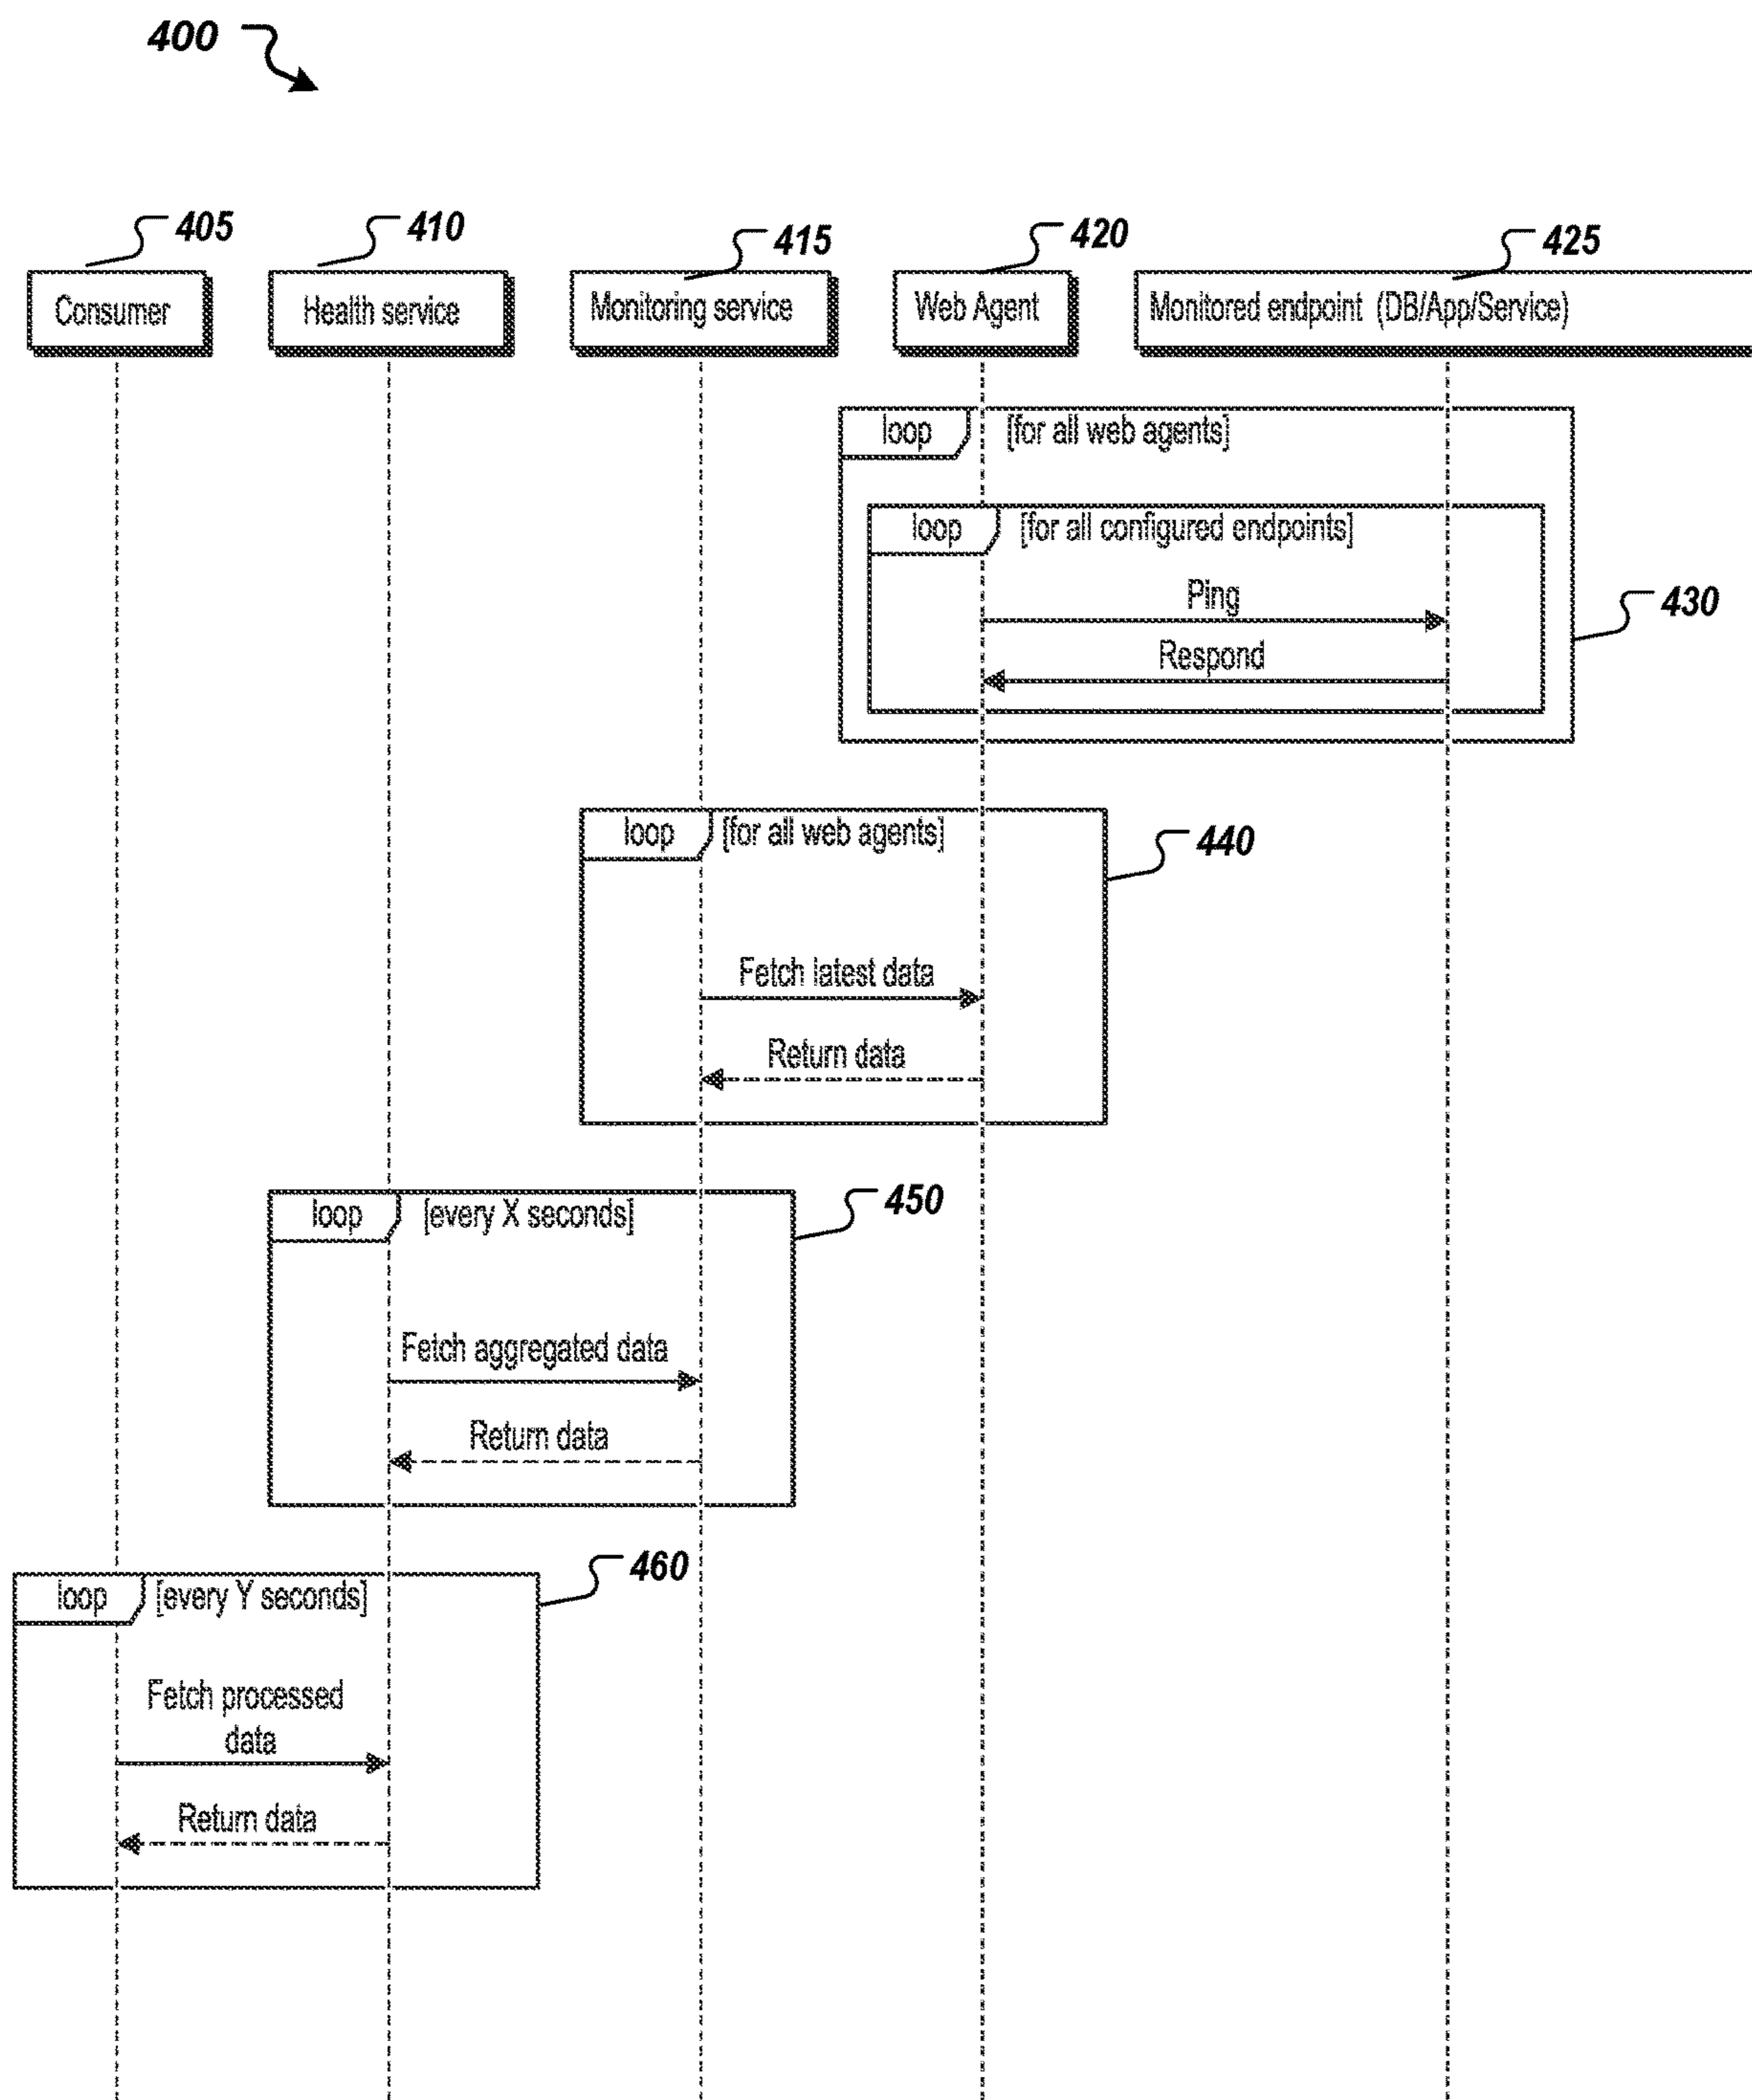 400
405
410
415
420
425
Consumer
Health service
Monitoring service
Web Agent
Monitored endpoint (DB/App/Service)
loop [for all web agents]
loop [for all configured endpoints]
Ping
430
Respond
loop [for all web agents]
440
Fetch latest data
Return data
loop [every X seconds]
450
Fetch aggregated data
Return data
460
loop [every Y seconds]
Fetch processed
data
Return data